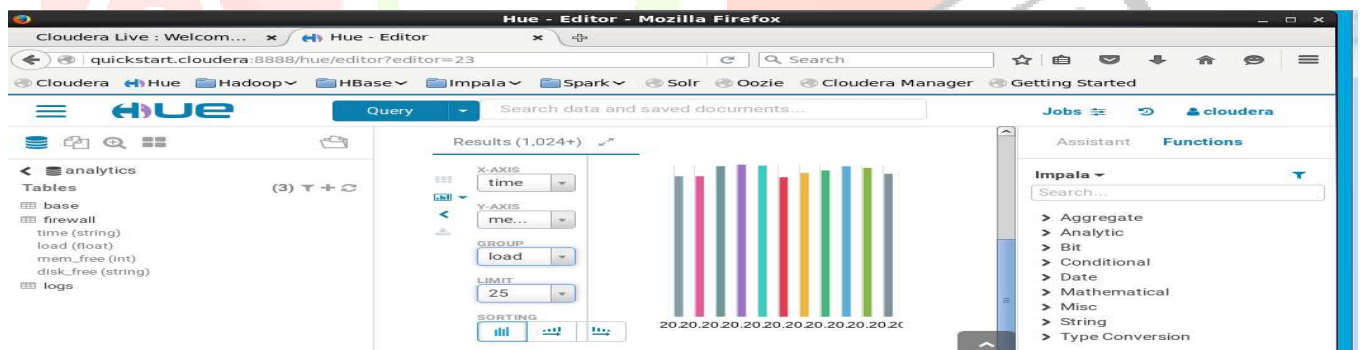 Hue - Editor - Mozilla Firefox
Cloudera Live : Welcom...
Hue - Editor
quickstart.cloudera:8888/hue/editor?editor=23
Search
Cloudera
Hue
Hadoop
HBase
Impala
Spark
Solr
Oozie
Cloudera Manager
Getting Started
HUE
Query
Search data and saved documents...
Jobs
cloudera
analytics
Tables
(3)
base
firewall
time (string)
load (float)
mem_free (int)
disk_free (string)
logs
Results (1,024+)
X-AXIS
time
Y-AXIS
me...
GROUP
load
LIMIT
25
SORTING
20.20.20.20.20.20.20.20.20.20.2(
Assistant
Functions
Impala
Search...
Aggregate
Analytic
Bit
Conditional
Date
Mathematical
Misc
String
Type Conversion